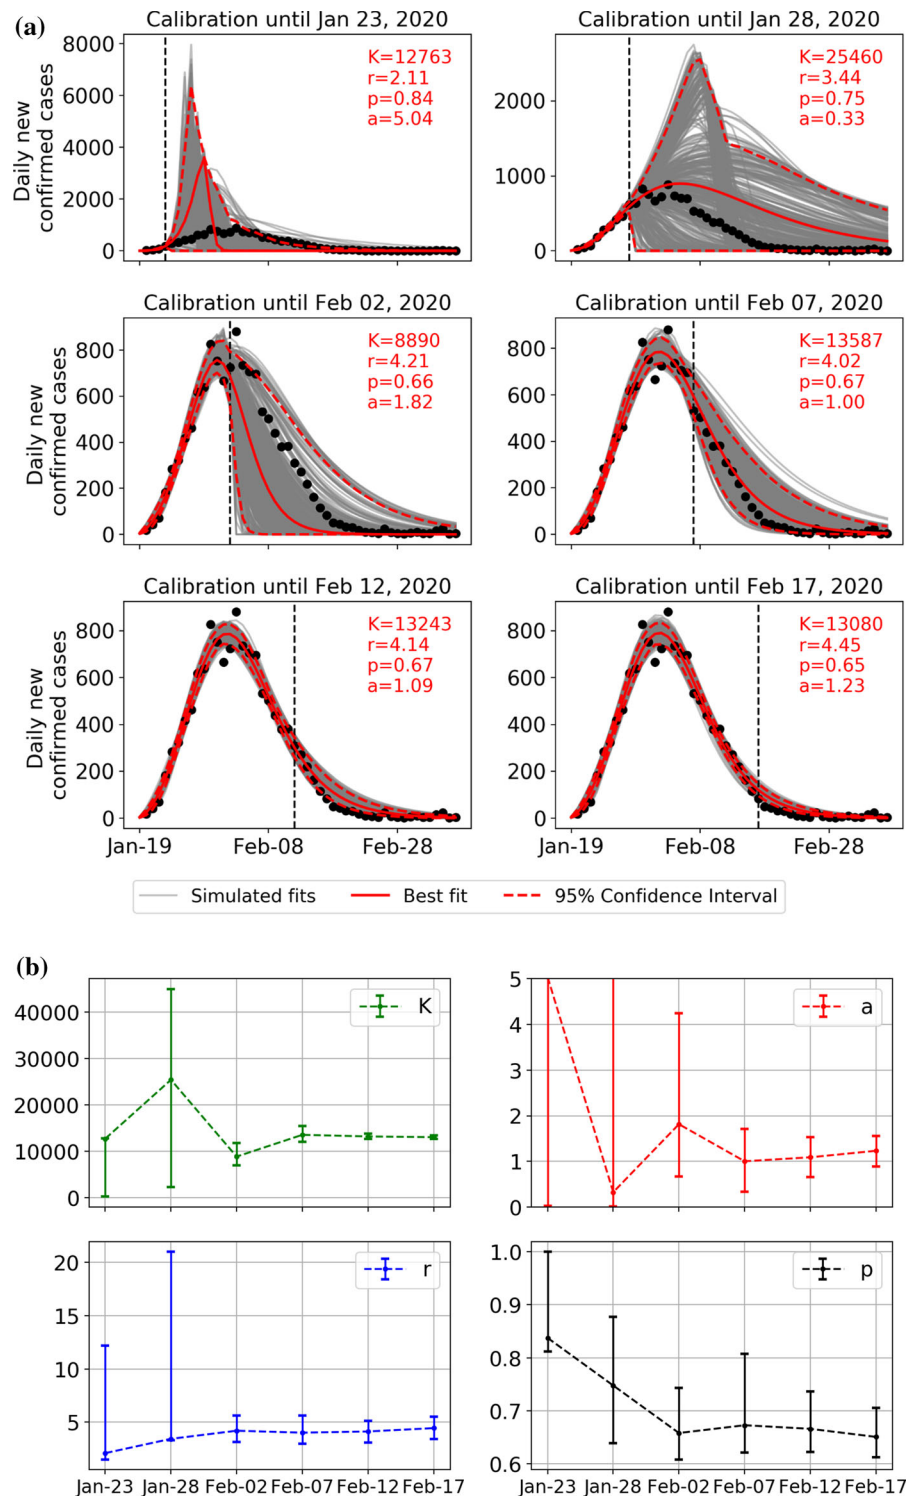 (a)
Calibration until Jan 23, 2020
Calibration until Jan 28, 2020
Daily new
confirmed cases
8000
6000
4000
2000
0
K=12763
r=2.11
p=0.84
a=5.04
2000
1000
0
K=25460
r=3.44
p=0.75
a=0.33
Calibration until Feb 02, 2020
Calibration until Feb 07, 2020
Daily new
confirmed cases
800
600
400
200
0
K=8890
r=4.21
p=0.66
a=1.82
800
600
400
200
0
K=13587
r=4.02
p=0.67
a=1.00
Calibration until Feb 12, 2020
Calibration until Feb 17, 2020
Daily new
confirmed cases
800
600
400
200
0
K=13243
r=4.14
p=0.67
a=1.09
800
600
400
200
0
K=13080
r=4.45
p=0.65
a=1.23
Jan-19 Feb-08 Feb-28
Jan-19 Feb-08 Feb-28
Simulated fits Best fit 95% Confidence Interval
(b)
40000
30000
20000
10000
0
K
5
4
3
2
1
0
a
20
15
10
5
r
1.0
0.9
0.8
0.7
0.6
p
Jan-23 Jan-28 Feb-02 Feb-07 Feb-12 Feb-17
Jan-23 Jan-28 Feb-02 Feb-07 Feb-12 Feb-17